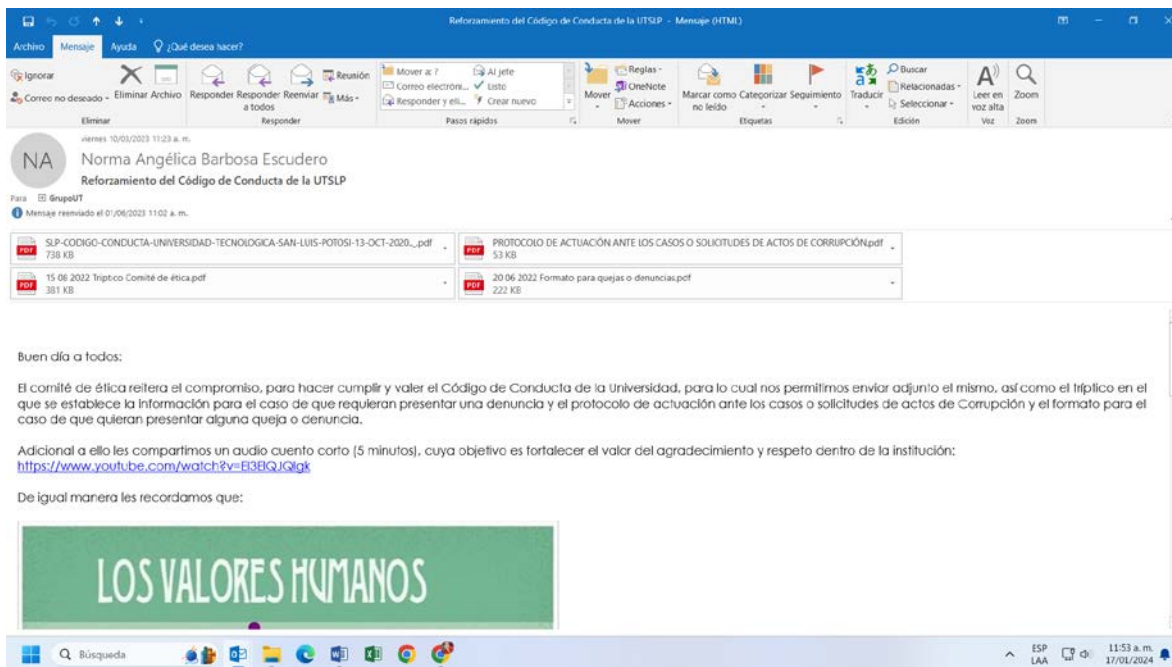 Reforzamiento del Código de Conducta de la UTSLP - Mensaje (HTML)
Archivo Mensaje Ayuda ¿Qué desea hacer?
Ignorar
Correo no deseado
Eliminar Archivo
Responder Responder a todos Reenviar
Reunión
Más
Mover a: ?
Al jefe
Correo electróni...
Listo
Responder y eli...
Crear nuevo
Mover
Reglas
OneNote
Acciones
Marcar como no leído
Categorizar Seguimiento
Traducir
Buscar
Relacionadas
Seleccionar
Leer en voz alta
Zoom
Eliminar Responder Pasos rápidos Mover Etiquetas Edición Voz Zoom
viernes 10/03/2023 11:23 a. m.
NA
Norma Angélica Barbosa Escudero
Reforzamiento del Código de Conducta de la UTSLP
Para GrupoUT
Mensaje reenviado el 01/06/2023 11:02 a. m.
PDF SLP-CODIGO-CONDUCTA-UNIVERSIDAD-TECNOLOGICA-SAN-LUIS-POTOSI-13-OCT-2020_.pdf
738 KB
PDF PROTOCOLO DE ACTUACIÓN ANTE LOS CASOS O SOLICITUDES DE ACTOS DE CORRUPCIÓN.pdf
53 KB
PDF 15 06 2022 Triptico Comité de ética.pdf
381 KB
PDF 20 06 2022 Formato para quejas o denuncias.pdf
222 KB
Buen día a todos:
El comité de ética reitera el compromiso, para hacer cumplir y valer el Código de Conducta de la Universidad, para lo cual nos permitimos enviar adjunto el mismo, así como el tríptico en el
que se establece la información para el caso de que requieran presentar una denuncia y el protocolo de actuación ante los casos o solicitudes de actos de Corrupción y el formato para el
caso de que quieran presentar alguna queja o denuncia.
Adicional a ello les compartimos un audio cuento corto (5 minutos), cuya objetivo es fortalecer el valor del agradecimiento y respeto dentro de la institución:
https://www.youtube.com/watch?v=
De igual manera les recordamos que:
LOS VALORES HUMANOS
Búsqueda
ESP
LAA
11:53 a. m.
17/01/2024